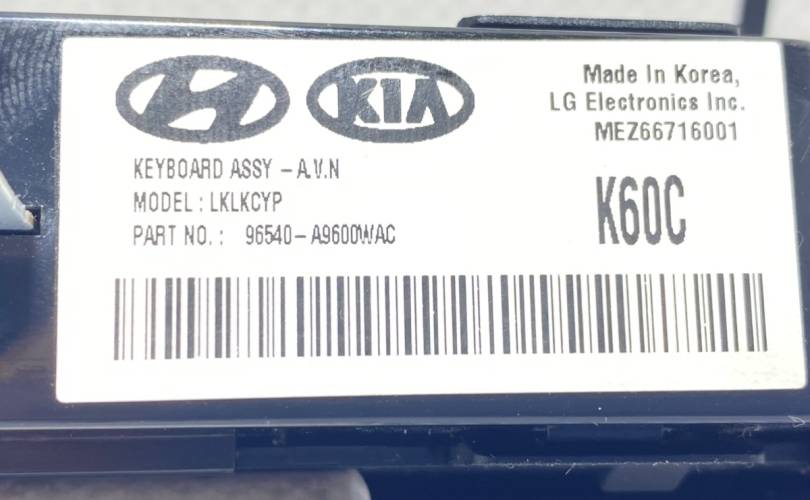 KIA
Made In Korea,
LG Electronics Inc.
MEZ66716001
KEYBOARD ASSY – A.V.N
MODEL : LKLKCYP
PART NO. : 96540– A9600WAC
K60C